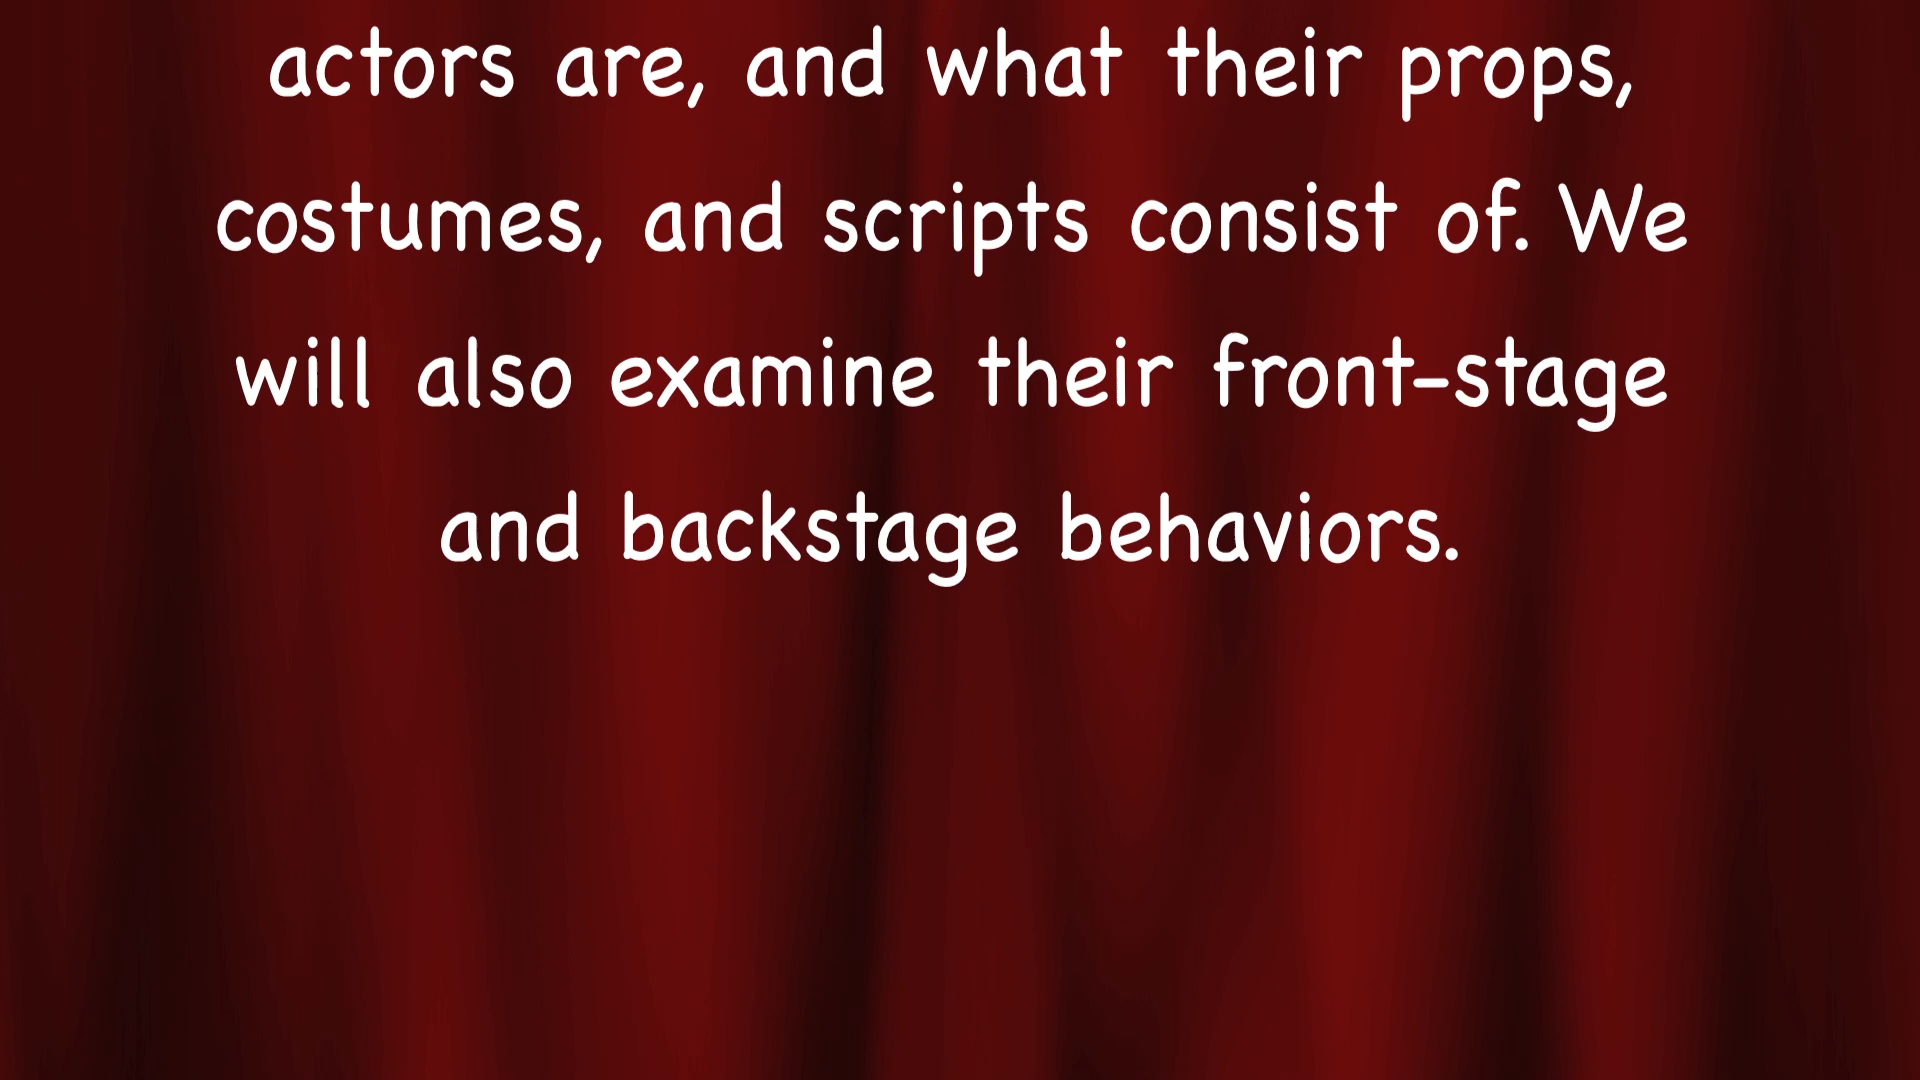 actors are, and what their props,
costumes, and scripts consist of. We
will also examine their front-stage
and backstage behaviors.